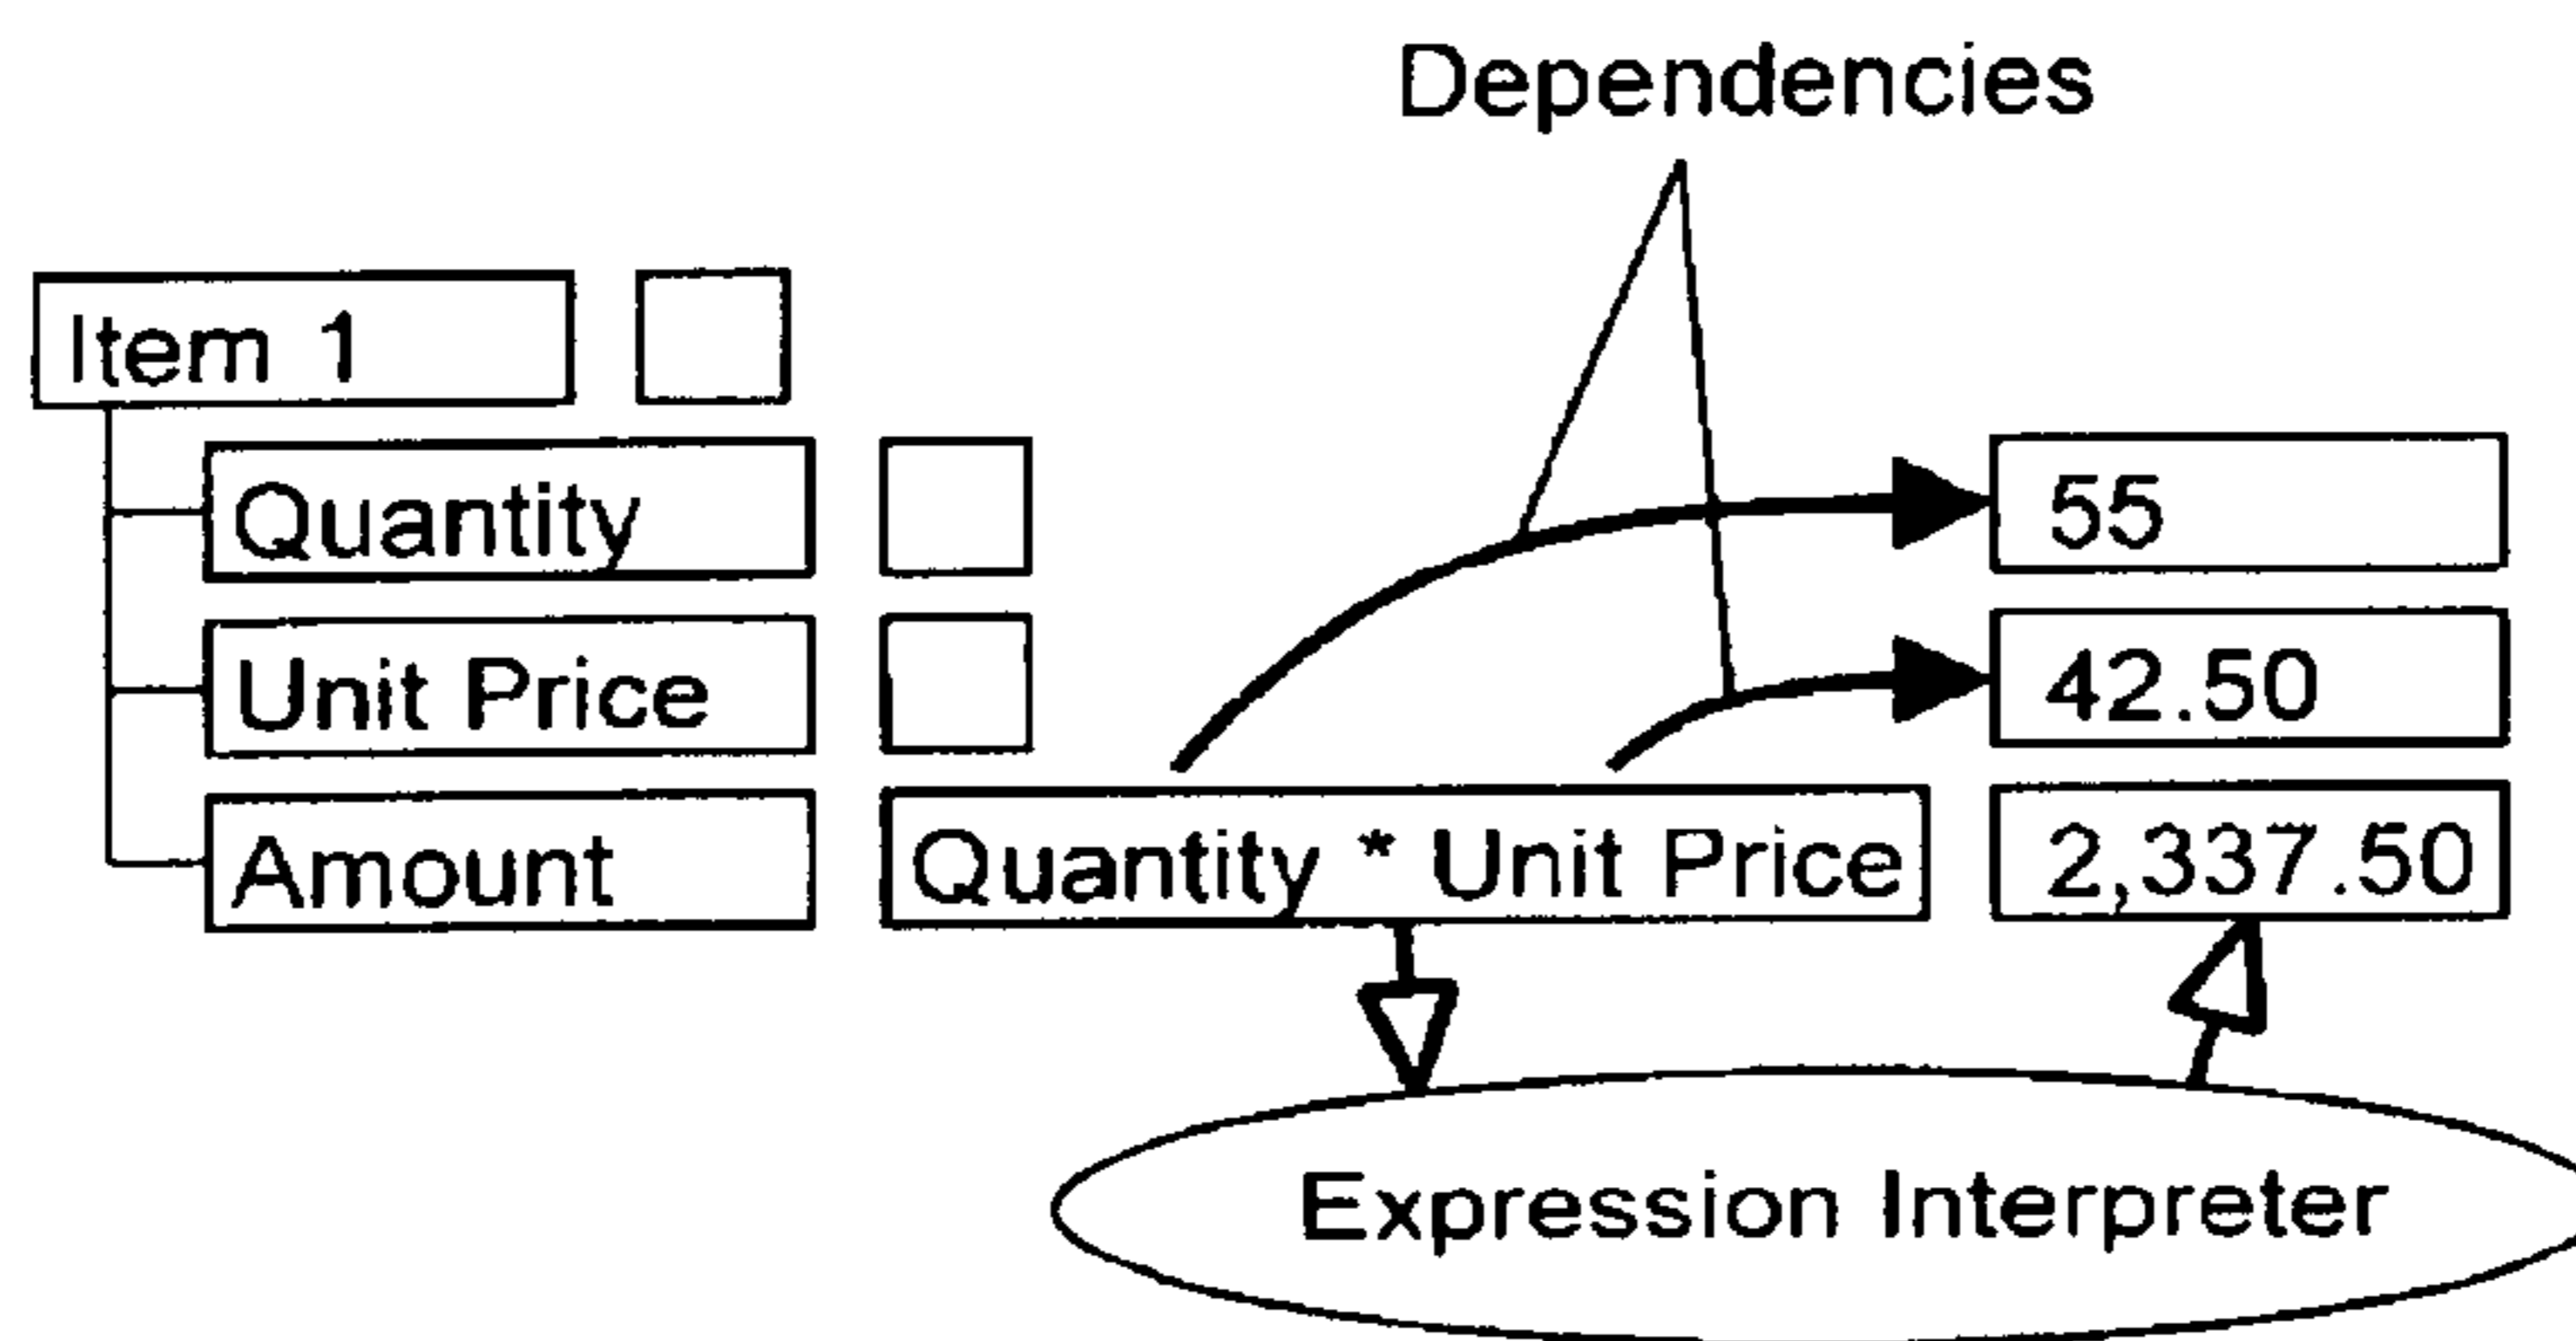 Dependencies
Item 1
Quantity 55
Unit Price 42.50
Amount Quantity * Unit Price 2,337.50
Expression Interpreter